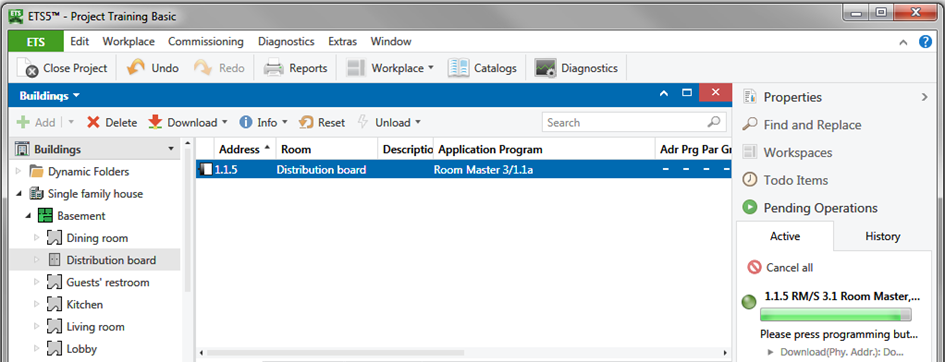 ETS5™ - Project Training Basic
ETS Edit Workplace Commissioning Diagnostics Extras Window
Close Project Undo Redo Reports Workplace Catalogs Diagnostics
Buildings
Add Delete Download Info Reset Unload Search
Buildings
Address Room Descriptio Application Program Adr Prg Par Gr
1.1.5 Distribution board Room Master 3/1.1a – – – –
Dynamic Folders
Single family house
Basement
Dining room
Distribution board
Guests' restroom
Kitchen
Living room
Lobby
Properties
Find and Replace
Workspaces
Todo Items
Pending Operations
Active History
Cancel all
1.1.5 RM/S 3.1 Room Master,...
Please press programming but...
Download(Phy. Addr.): Do...